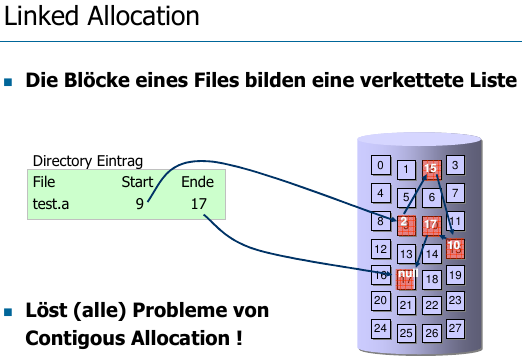 Linked Allocation
Die Blöcke eines Files bilden eine verkettete Liste
Directory Eintrag
File Start Ende
test.a 9 17
0 1 15 3
4 5 6 7
8 2 17 11
12 13 14 10
16 null 18 19
20 21 22 23
24 25 26 27
Löst (alle) Probleme von
Contigous Allocation !